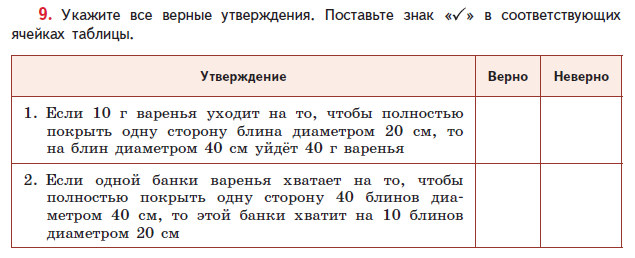 9. Укажите все верные утверждения. Поставьте знак «✓» в соответствующих
ячейках таблицы.
Утверждение Верно Неверно
1. Если 10 г варенья уходит на то, чтобы полностью
покрыть одну сторону блина диаметром 20 см, то
на блин диаметром 40 см уйдёт 40 г варенья
2. Если одной банки варенья хватает на то, чтобы
полностью покрыть одну сторону 40 блинов диа-
метром 40 см, то этой банки хватит на 10 блинов
диаметром 20 см